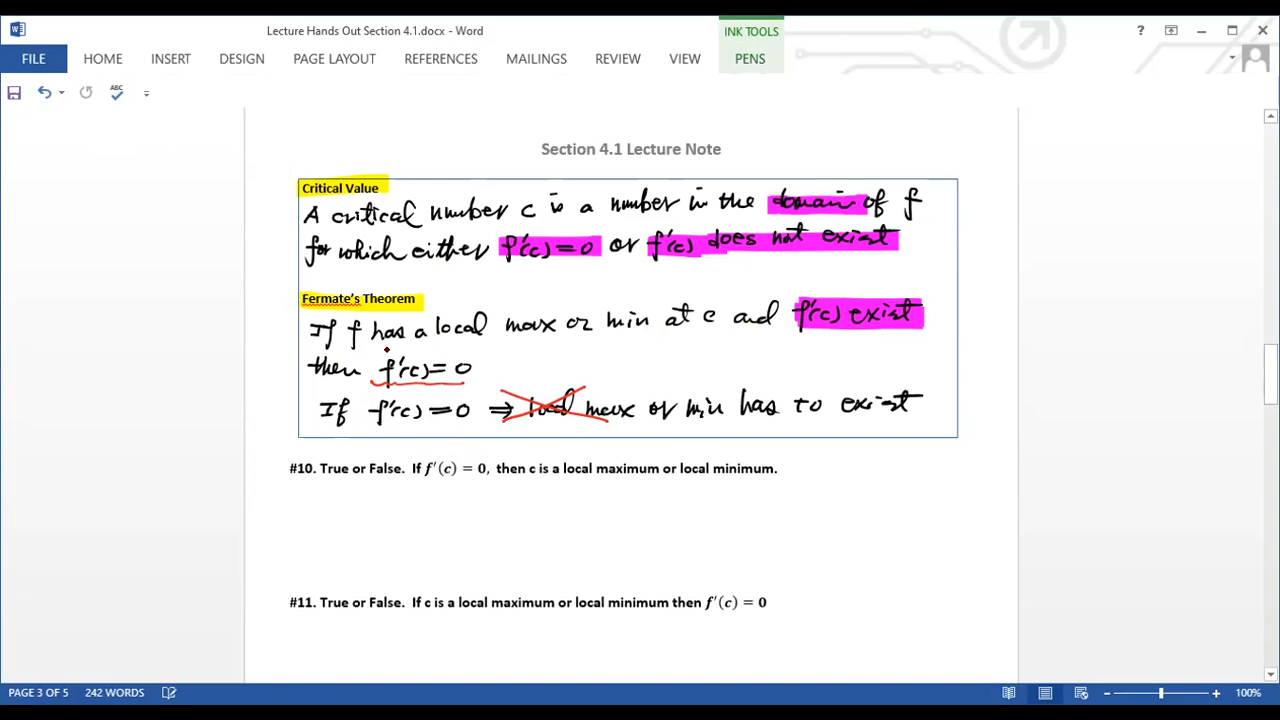 Lecture Hands Out Section 4.1.docx - Word
INK TOOLS
?
FILE HOME INSERT DESIGN PAGE LAYOUT REFERENCES MAILINGS REVIEW VIEW PENS
ABC
Section 4.1 Lecture Note
Critical Value
A critical number c is a number in the domain of f
for which either f'(c) = 0 or f'(c) does not exist
Fermate's Theorem
If f has a local max or min at c and f'(c) exist
then f'(c) = 0
If f'(c) = 0 ⇒ local max or min has to exist
#10. True or False. If f′(c) = 0, then c is a local maximum or local minimum.
#11. True or False. If c is a local maximum or local minimum then f′(c) = 0
PAGE 3 OF 5 242 WORDS 100%